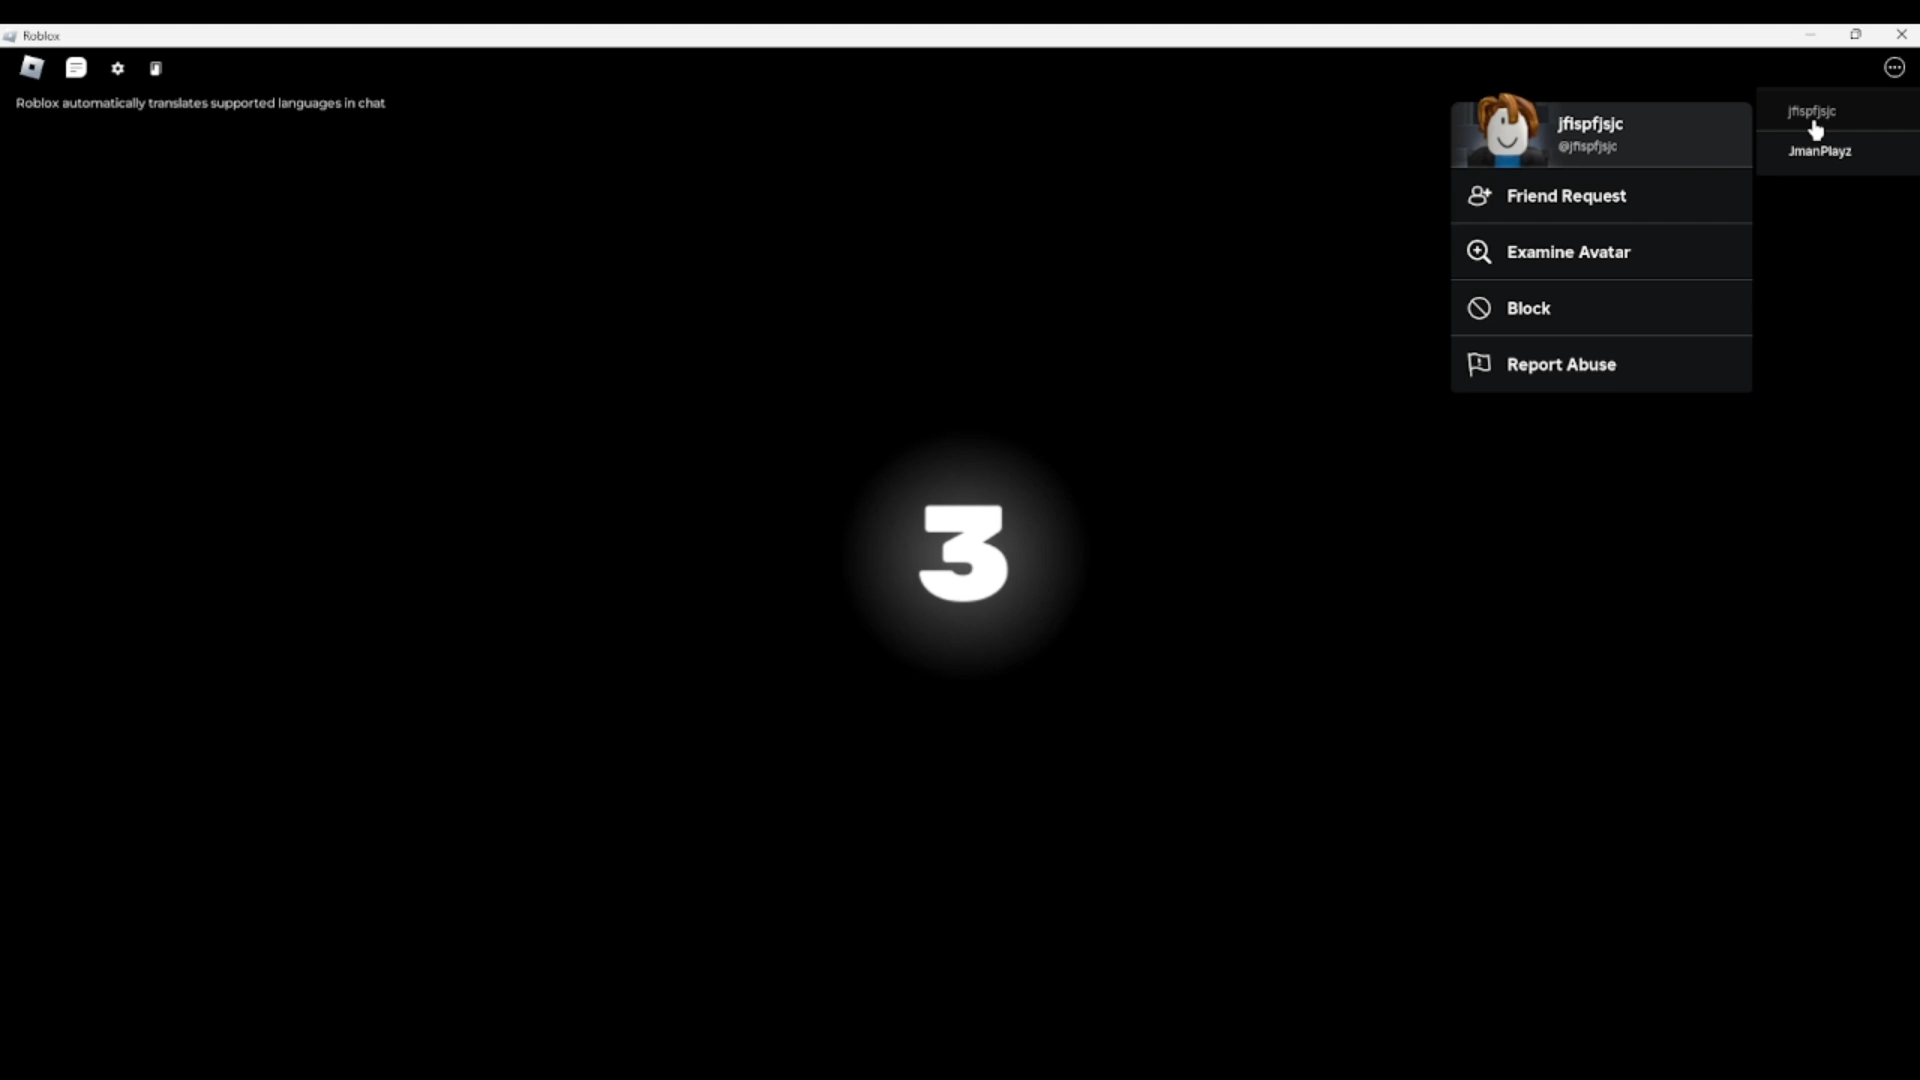 Roblox
Roblox automatically translates supported languages in chat
jfispfjsjc
@jfispfjsjc
Friend Request
Examine Avatar
Block
Report Abuse
jfispfjsjc
JmanPlayz
3